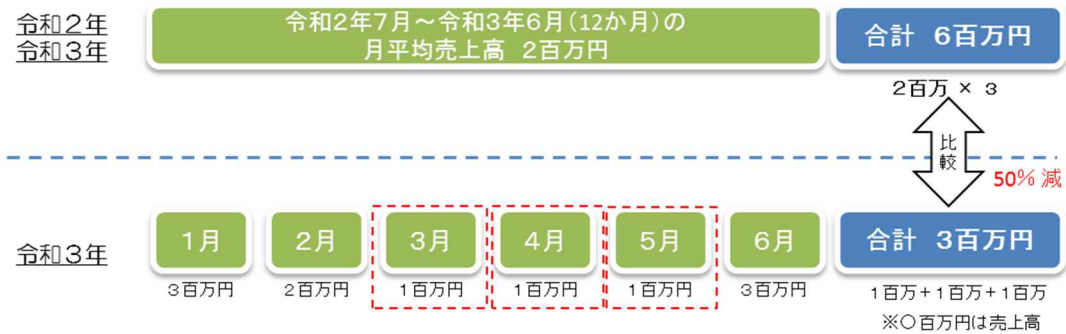 令和2年
令和3年
令和2年7月～令和3年6月(12か月)の
月平均売上高 2百万円
合計 6百万円
2百万 × 3
比較
50% 減
令和3年
1月
2月
3月
4月
5月
6月
合計 3百万円
3百万円
2百万円
1百万円
1百万円
1百万円
3百万円
1百万+1百万+1百万
※○百万円は売上高